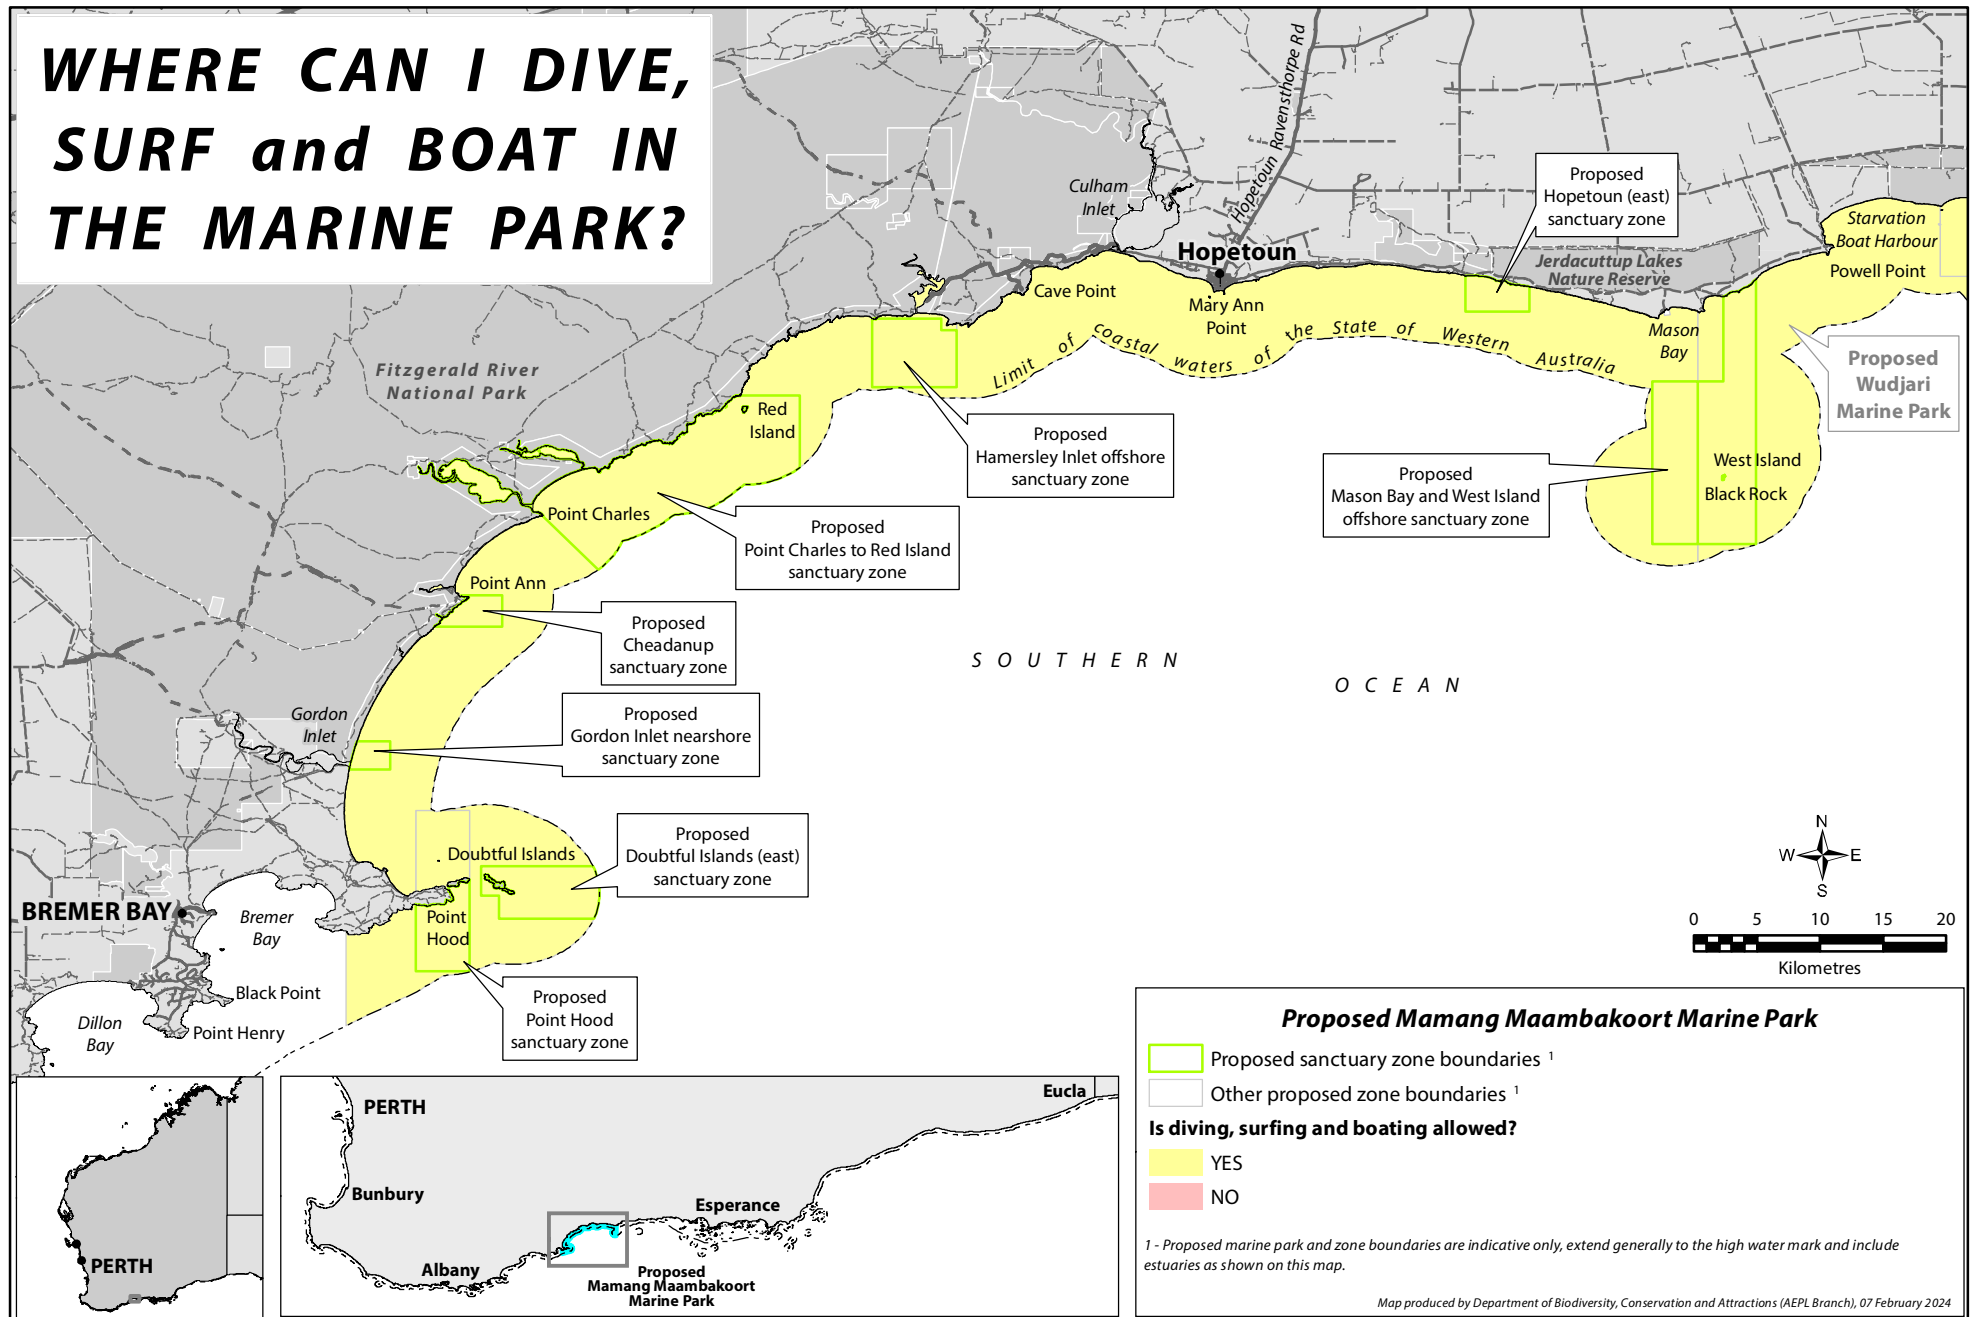 WHERE CAN I DIVE,
SURF and BOAT IN
THE MARINE PARK?
Hopetoun Ravensthorpe Rd
Culham
Inlet
Proposed
Hopetoun (east)
sanctuary zone
Starvation
Boat Harbour
Hopetoun
Jerdacuttup Lakes
Nature Reserve
Powell Point
Cave Point
Mary Ann
Point
Mason
Bay
Limit of coastal waters of the State of Western Australia
Proposed
Wudjari
Marine Park
Fitzgerald River
National Park
Red
Island
Proposed
Hamersley Inlet offshore
sanctuary zone
Proposed
Mason Bay and West Island
offshore sanctuary zone
West Island
Black Rock
Point Charles
Proposed
Point Charles to Red Island
sanctuary zone
Point Ann
Proposed
Cheadanup
sanctuary zone
SOUTHERN
OCEAN
Gordon
Inlet
Proposed
Gordon Inlet nearshore
sanctuary zone
Doubtful Islands
Proposed
Doubtful Islands (east)
sanctuary zone
N
W E
S
BREMER BAY
Bremer
Bay
Point
Hood
0 5 10 15 20
Kilometres
Black Point
Point Henry
Dillon
Bay
Proposed
Point Hood
sanctuary zone
Proposed Mamang Maambakoort Marine Park
Proposed sanctuary zone boundaries 1
Other proposed zone boundaries 1
Is diving, surfing and boating allowed?
YES
NO
1 - Proposed marine park and zone boundaries are indicative only, extend generally to the high water mark and include
estuaries as shown on this map.
Map produced by Department of Biodiversity, Conservation and Attractions (AEPL Branch), 07 February 2024
PERTH
PERTH
Eucla
Bunbury
Esperance
Albany
Proposed
Mamang Maambakoort
Marine Park